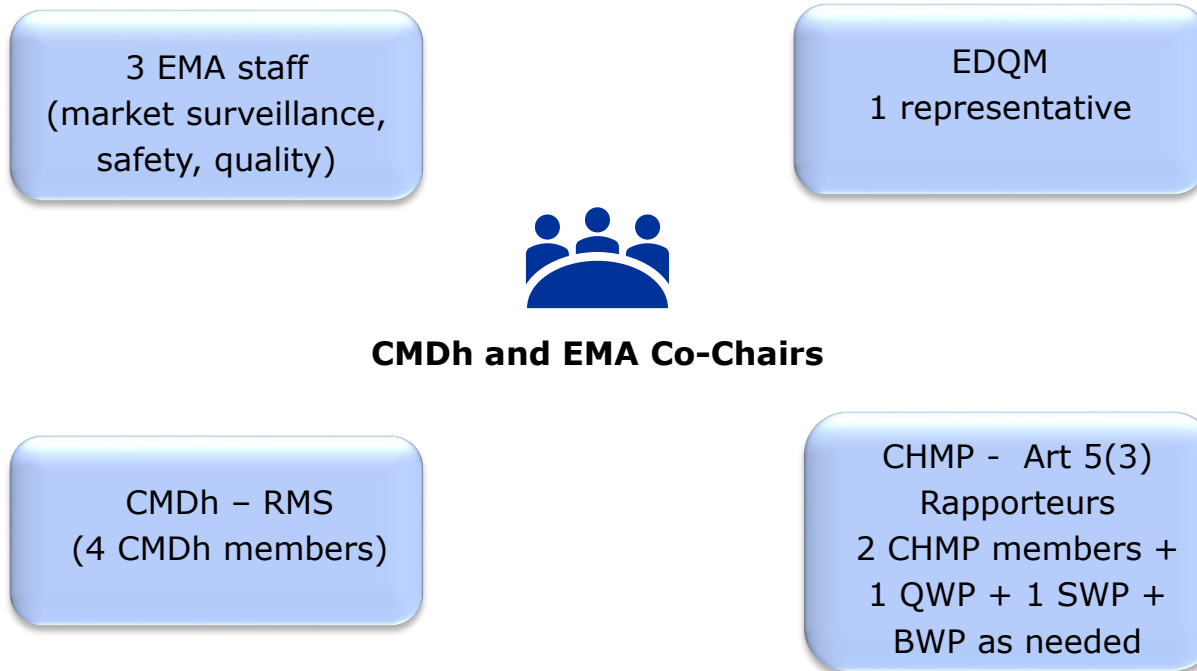 3 EMA staff
(market surveillance,
safety, quality)
EDQM
1 representative
CMDh and EMA Co-Chairs
CMDh – RMS
(4 CMDh members)
CHMP - Art 5(3)
Rapporteurs
2 CHMP members +
1 QWP + 1 SWP +
BWP as needed